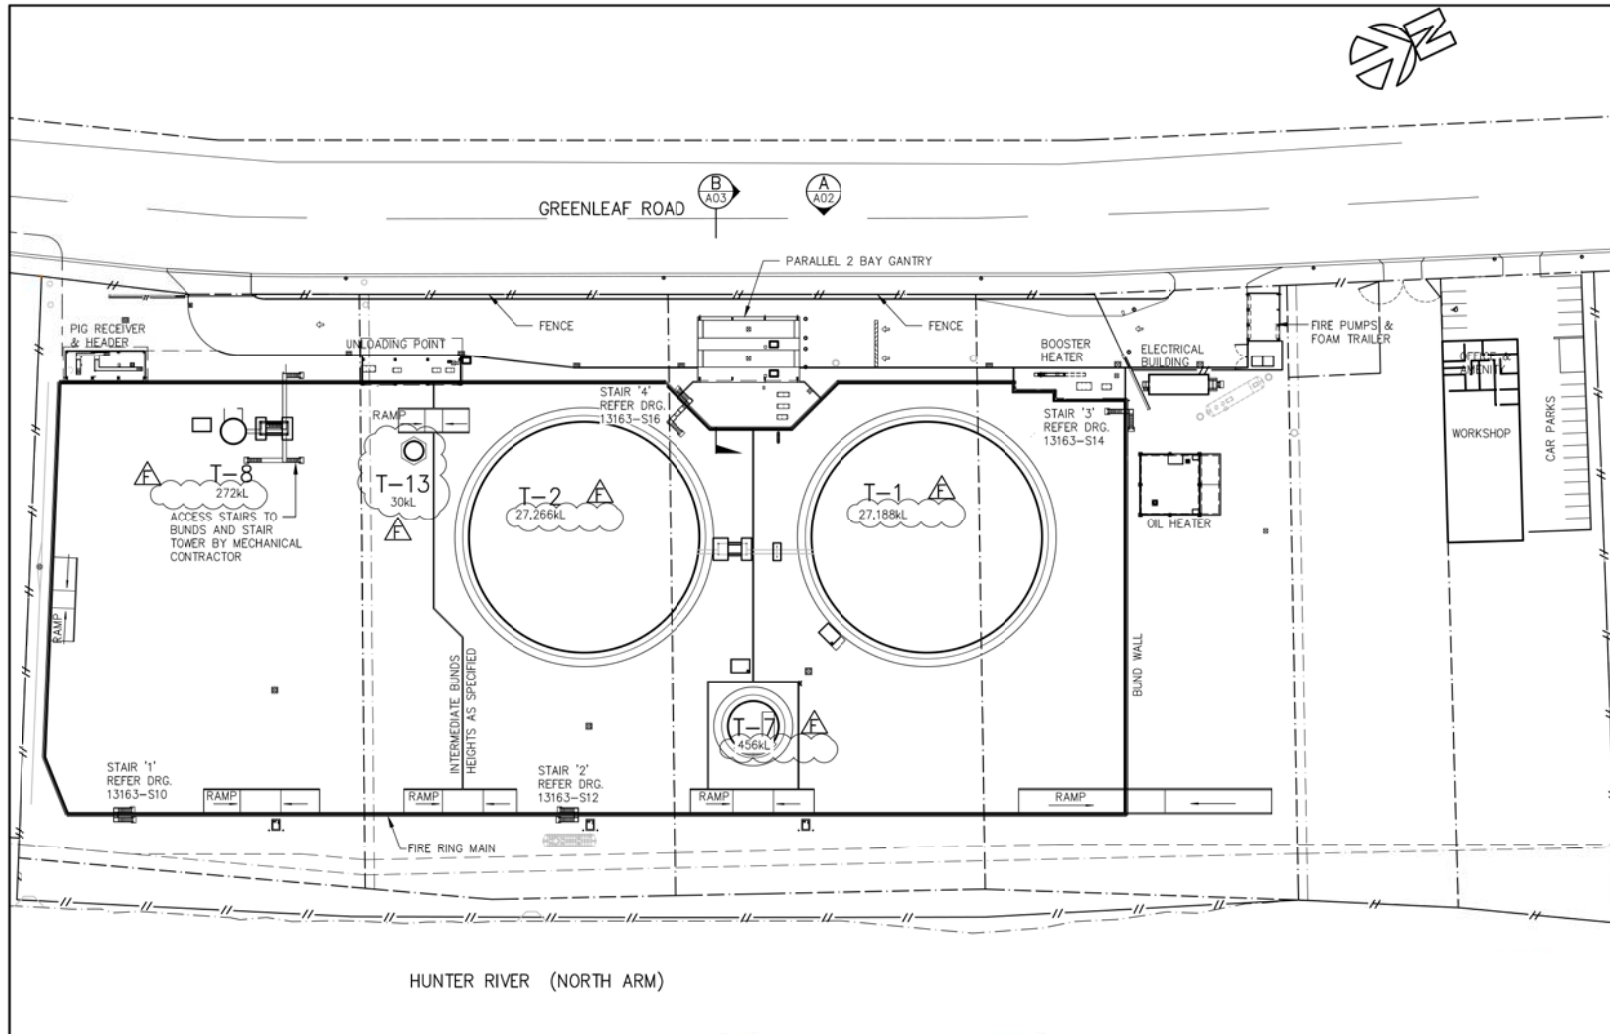 N
B
A03
A
A02
GREENLEAF ROAD
PARALLEL 2 BAY GANTRY
FENCE
FENCE
PIG RECEIVER
& HEADER
UNLOADING POINT
BOOSTER
HEATER
ELECTRICAL
BUILDING
FIRE PUMPS &
FOAM TRAILER
OFFICE &
AMENITY
WORKSHOP
CAR PARKS
STAIR '4'
REFER DRG.
13163-S16
STAIR '3'
REFER DRG.
13163-S14
RAMP
T-8
272kL
F
ACCESS STAIRS TO
BUNDS AND STAIR
TOWER BY MECHANICAL
CONTRACTOR
T-13
30kL
F
T-2
27,266kL
F
T-1
27,188kL
F
OIL HEATER
RAMP
INTERMEDIATE BUNDS
HEIGHTS AS SPECIFIED
BUND WALL
T-7
456kL
F
STAIR '1'
REFER DRG.
13163-S10
STAIR '2'
REFER DRG.
13163-S12
RAMP
RAMP
RAMP
RAMP
FIRE RING MAIN
HUNTER RIVER (NORTH ARM)